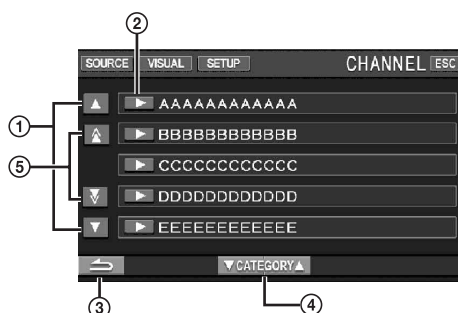 ②
SOURCE VISUAL SETUP CHANNEL ESC
① ▲ ► AAAAAAAAAAAA
► BBBBBBBBBBBB
⑤ ► CCCCCCCCCCCC
► DDDDDDDDDDDD
▼ ► EEEEEEEEEEEE
▼CATEGORY▲
③ ④